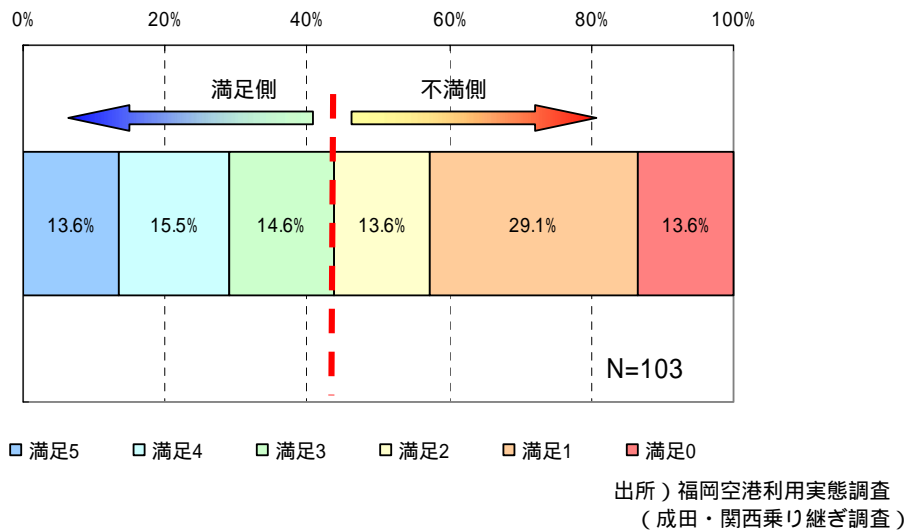 0% 20% 40% 60% 80% 100%
満足側 不満側
13.6% 15.5% 14.6% 13.6% 29.1% 13.6%
N=103
満足5 満足4 満足3 満足2 満足1 満足0
出所）福岡空港利用実態調査
（成田・関西乗り継ぎ調査）